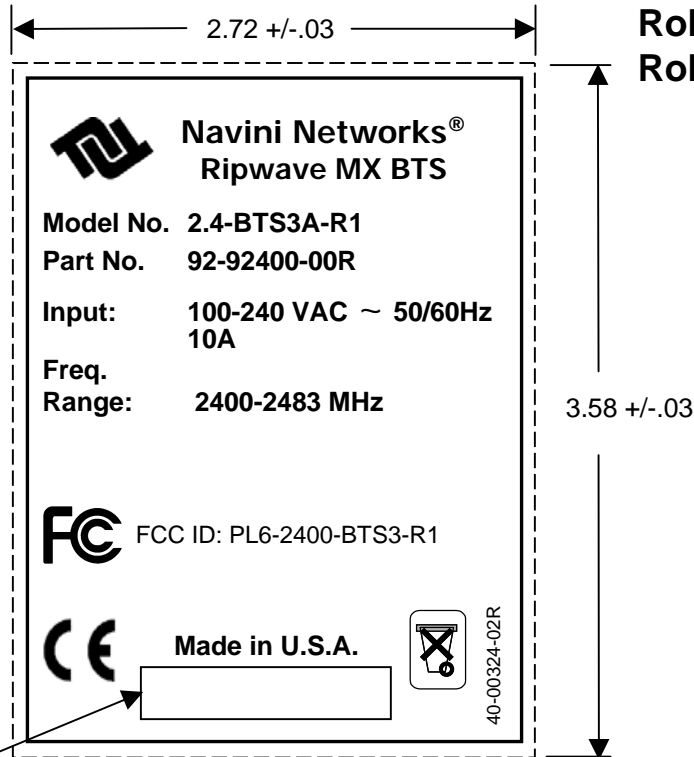 2.72 +/-.03
Navini Networks®
Ripwave MX BTS
Model No. 2.4-BTS3A-R1
Part No. 92-92400-00R
Input: 100-240 VAC ~ 50/60Hz
10A
Freq.
Range: 2400-2483 MHz
3.58 +/-.03
FC FCC ID: PL6-2400-BTS3-R1
CE
Made in U.S.A.
40-00324-02R